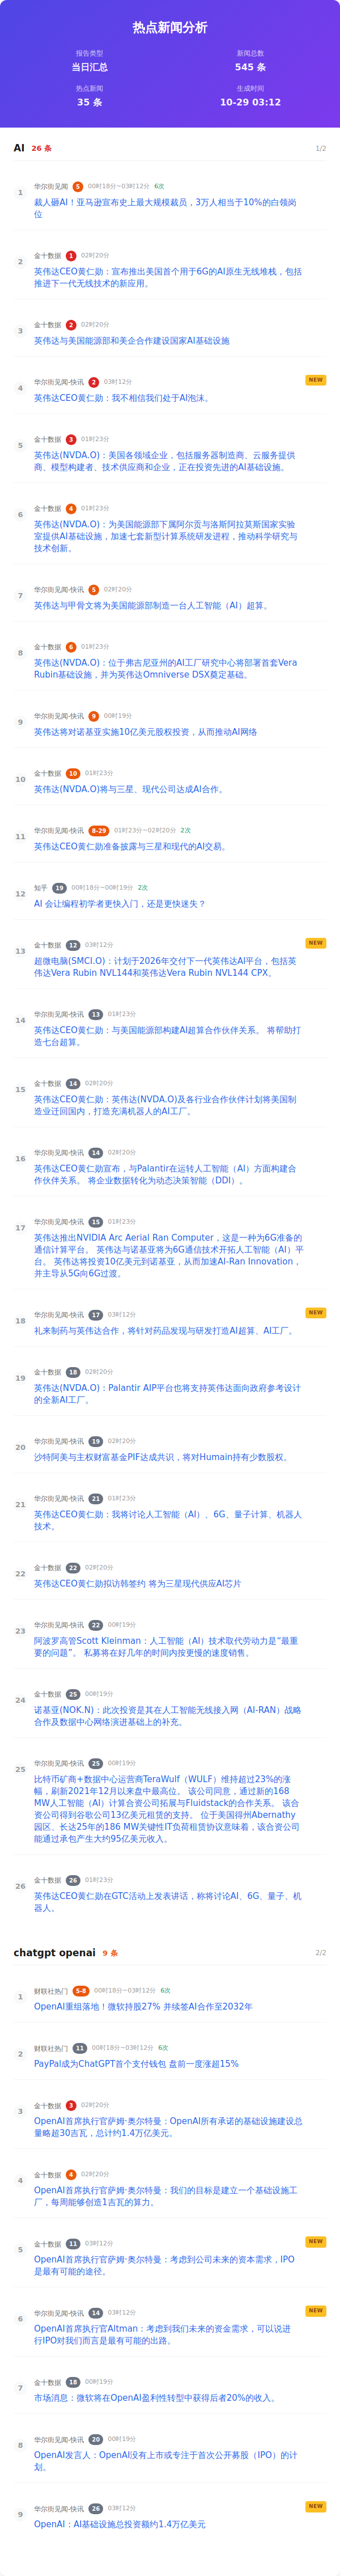 热点新闻分析
报告类型
新闻总数
当日汇总
545 条
热点新闻
生成时间
35 条
10-29 03:12
AI 26 条 1/2
1 华尔街见闻 5 00时18分~03时12分 6次
裁人砸AI！亚马逊宣布史上最大规模裁员，3万人相当于10%的白领岗
位
2 金十数据 1 02时20分
英伟达CEO黄仁勋：宣布推出美国首个用于6G的AI原生无线堆栈，包括
推进下一代无线技术的新应用。
3 金十数据 2 02时20分
英伟达与美国能源部和美企合作建设国家AI基础设施
4 华尔街见闻-快讯 2 03时12分 NEW
英伟达CEO黄仁勋：我不相信我们处于AI泡沫。
5 金十数据 3 01时23分
英伟达(NVDA.O)：美国各领域企业，包括服务器制造商、云服务提供
商、模型构建者、技术供应商和企业，正在投资先进的AI基础设施。
6 金十数据 4 01时23分
英伟达(NVDA.O)：为美国能源部下属阿尔贡与洛斯阿拉莫斯国家实验
室提供AI基础设施，加速七套新型计算系统研发进程，推动科学研究与
技术创新。
7 华尔街见闻-快讯 5 02时20分
英伟达与甲骨文将为美国能源部制造一台人工智能（AI）超算。
8 金十数据 6 01时23分
英伟达(NVDA.O)：位于弗吉尼亚州的AI工厂研究中心将部署首套Vera
Rubin基础设施，并为英伟达Omniverse DSX奠定基础。
9 华尔街见闻-快讯 9 00时19分
英伟达将对诺基亚实施10亿美元股权投资，从而推动AI网络
10 金十数据 10 01时23分
英伟达(NVDA.O)将与三星、现代公司达成AI合作。
11 华尔街见闻-快讯 8-29 01时23分~02时20分 2次
英伟达CEO黄仁勋准备披露与三星和现代的AI交易。
12 知乎 19 00时18分~00时19分 2次
AI 会让编程初学者更快入门，还是更快迷失？
13 金十数据 12 03时12分 NEW
超微电脑(SMCI.O)：计划于2026年交付下一代英伟达AI平台，包括英
伟达Vera Rubin NVL144和英伟达Vera Rubin NVL144 CPX。
14 华尔街见闻-快讯 13 01时23分
英伟达CEO黄仁勋：与美国能源部构建AI超算合作伙伴关系。 将帮助打
造七台超算。
15 金十数据 14 02时20分
英伟达CEO黄仁勋：英伟达(NVDA.O)及各行业合作伙伴计划将美国制
造业迁回国内，打造充满机器人的AI工厂。
16 华尔街见闻-快讯 14 02时20分
英伟达CEO黄仁勋宣布，与Palantir在运转人工智能（AI）方面构建合
作伙伴关系。 将企业数据转化为动态决策智能（DDI）。
17 华尔街见闻-快讯 15 01时23分
英伟达推出NVIDIA Arc Aerial Ran Computer，这是一种为6G准备的
通信计算平台。 英伟达与诺基亚将为6G通信技术开拓人工智能（AI）平
台。 英伟达将投资10亿美元到诺基亚，从而加速AI-Ran Innovation，
并主导从5G向6G过渡。
18 华尔街见闻-快讯 17 03时12分 NEW
礼来制药与英伟达合作，将针对药品发现与研发打造AI超算、AI工厂。
19 金十数据 18 02时20分
英伟达(NVDA.O)：Palantir AIP平台也将支持英伟达面向政府参考设计
的全新AI工厂。
20 华尔街见闻-快讯 19 02时20分
沙特阿美与主权财富基金PIF达成共识，将对Humain持有少数股权。
21 华尔街见闻-快讯 21 01时23分
英伟达CEO黄仁勋：我将讨论人工智能（AI）、6G、量子计算、机器人
技术。
22 金十数据 22 02时20分
英伟达CEO黄仁勋拟访韩签约 将为三星现代供应AI芯片
23 华尔街见闻-快讯 22 00时19分
阿波罗高管Scott Kleinman：人工智能（AI）技术取代劳动力是“最重
要的问题”。 私募将在好几年的时间内按更慢的速度销售。
24 金十数据 25 00时19分
诺基亚(NOK.N)：此次投资是其在人工智能无线接入网（AI-RAN）战略
合作及数据中心网络演进基础上的补充。
25 华尔街见闻-快讯 25 00时19分
比特币矿商+数据中心运营商TeraWulf（WULF）维持超过23%的涨
幅，刷新2021年12月以来盘中最高位。 该公司同意，通过新的168
MW人工智能（AI）计算合资公司拓展与Fluidstack的合作关系。 该合
资公司得到谷歌公司13亿美元租赁的支持。 位于美国得州Abernathy
园区、长达25年的186 MW关键性IT负荷租赁协议意味着，该合资公司
能通过承包产生大约95亿美元收入。
26 金十数据 26 01时23分
英伟达CEO黄仁勋在GTC活动上发表讲话，称将讨论AI、6G、量子、机
器人。
chatgpt openai 9 条 2/2
1 财联社热门 5-8 00时18分~03时12分 6次
OpenAI重组落地！微软持股27% 并续签AI合作至2032年
2 财联社热门 11 00时18分~03时12分 6次
PayPal成为ChatGPT首个支付钱包 盘前一度涨超15%
3 金十数据 3 02时20分
OpenAI首席执行官萨姆·奥尔特曼：OpenAI所有承诺的基础设施建设总
量略超30吉瓦，总计约1.4万亿美元。
4 金十数据 4 02时20分
OpenAI首席执行官萨姆·奥尔特曼：我们的目标是建立一个基础设施工
厂，每周能够创造1吉瓦的算力。
5 金十数据 11 03时12分 NEW
OpenAI首席执行官萨姆·奥尔特曼：考虑到公司未来的资本需求，IPO
是最有可能的途径。
6 华尔街见闻-快讯 14 03时12分 NEW
OpenAI首席执行官Altman：考虑到我们未来的资金需求，可以说进
行IPO对我们而言是最有可能的出路。
7 金十数据 18 00时19分
市场消息：微软将在OpenAI盈利性转型中获得后者20%的收入。
8 华尔街见闻-快讯 20 00时19分
OpenAI发言人：OpenAI没有上市或专注于首次公开募股（IPO）的计
划。
9 华尔街见闻-快讯 26 03时12分 NEW
OpenAI：AI基础设施总投资额约1.4万亿美元